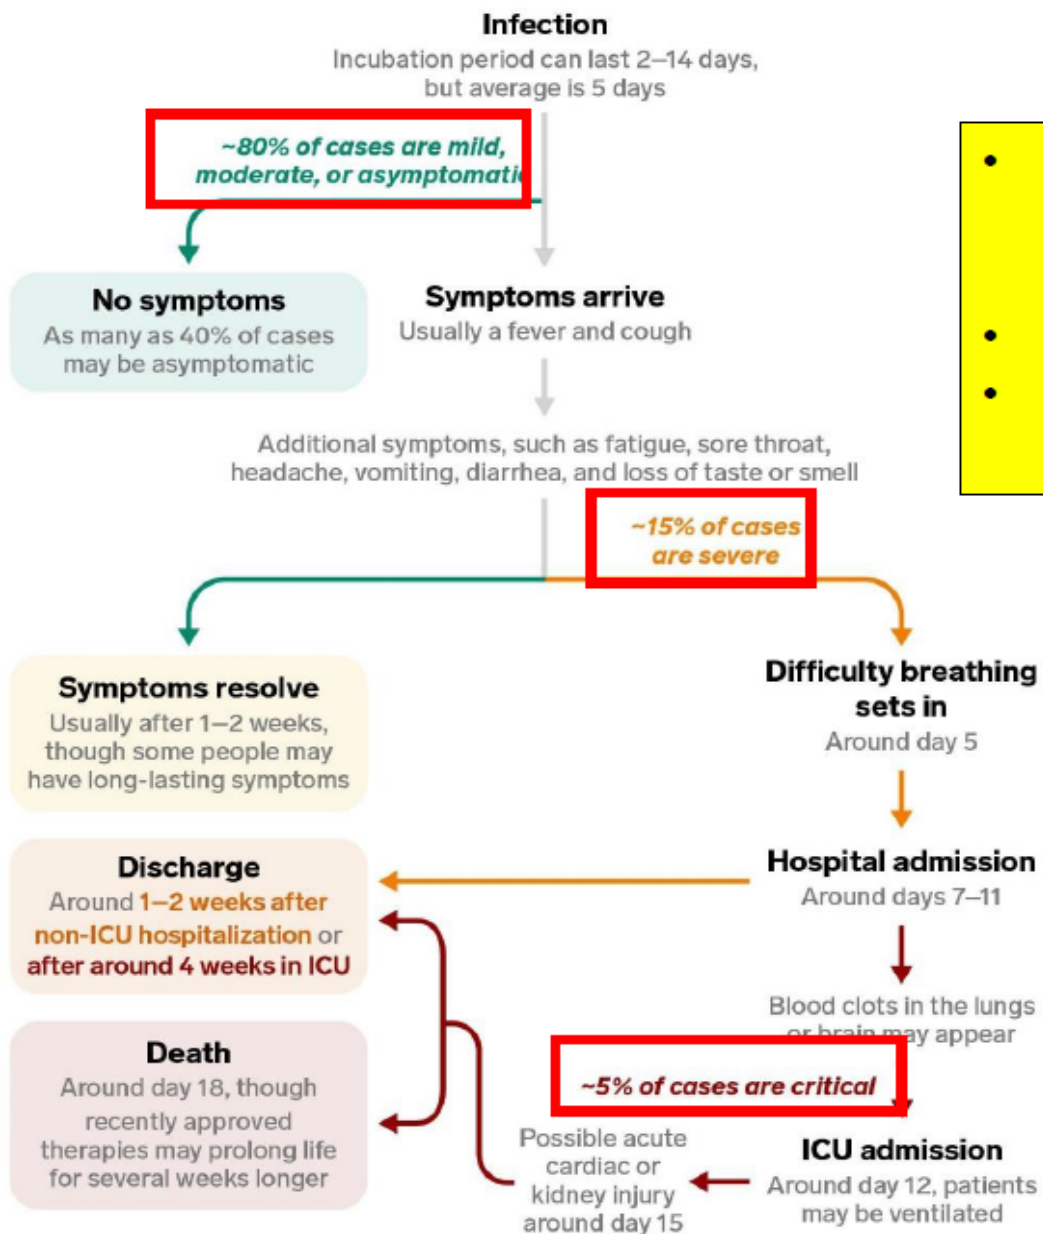 Infection
Incubation period can last 2–14 days,
but average is 5 days
~80% of cases are mild,
moderate, or asymptomatic
No symptoms
As many as 40% of cases
may be asymptomatic
Symptoms arrive
Usually a fever and cough
Additional symptoms, such as fatigue, sore throat,
headache, vomiting, diarrhea, and loss of taste or smell
~15% of cases
are severe
Symptoms resolve
Usually after 1–2 weeks,
though some people may
have long-lasting symptoms
Difficulty breathing
sets in
Around day 5
Hospital admission
Around days 7–11
Discharge
Around 1–2 weeks after
non-ICU hospitalization or
after around 4 weeks in ICU
Blood clots in the lungs
or brain may appear
~5% of cases are critical
Death
Around day 18, though
recently approved
therapies may prolong life
for several weeks longer
Possible acute
cardiac or
kidney injury
around day 15
ICU admission
Around day 12, patients
may be ventilated